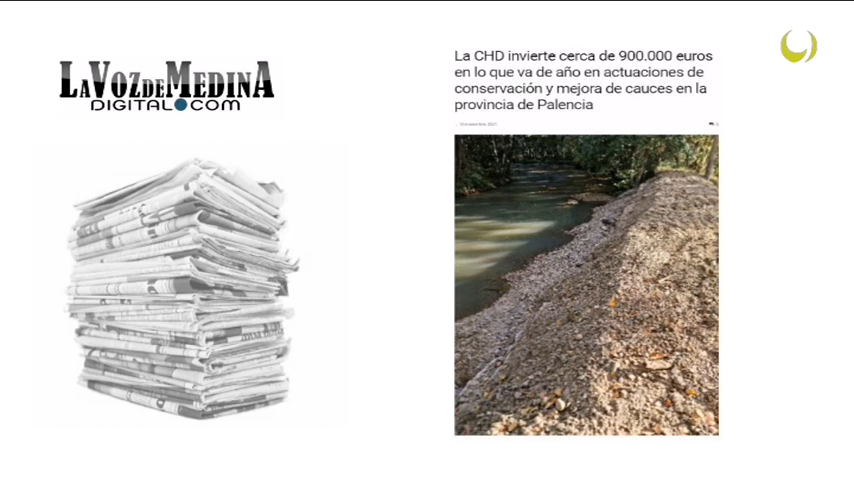 LAVOZDEMEDINA
DIGITAL.COM
La CHD invierte cerca de 900.000 euros
en lo que va de año en actuaciones de
conservación y mejora de cauces en la
provincia de Palencia